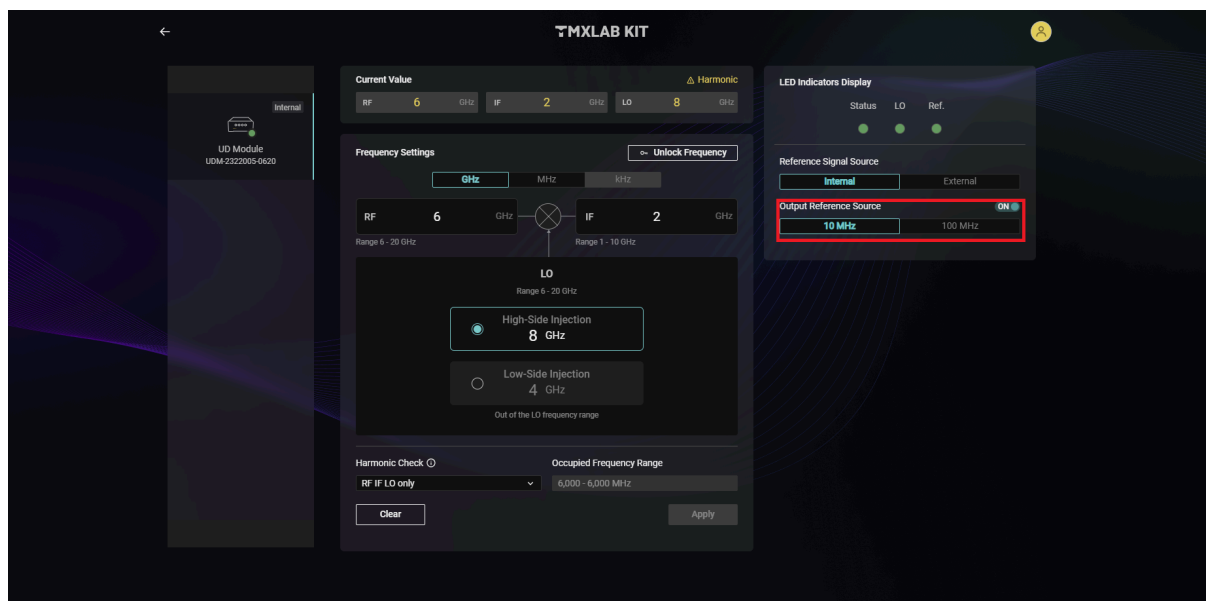 TMXLAB KIT
Internal
UD Module
UDM-2322005-0620
Current Value
Harmonic
RF 6 GHz IF 2 GHz LO 8 GHz
Frequency Settings
Unlock Frequency
GHz MHz kHz
RF 6 GHz IF 2 GHz
Range 6 - 20 GHz Range 1 - 10 GHz
LO
Range 6 - 20 GHz
High-Side Injection
8 GHz
Low-Side Injection
4 GHz
Out of the LO frequency range
Harmonic Check Occupied Frequency Range
RF IF LO only 6,000 - 6,000 MHz
Clear Apply
LED Indicators Display
Status LO Ref.
Reference Signal Source
Internal External
Output Reference Source ON
10 MHz 100 MHz